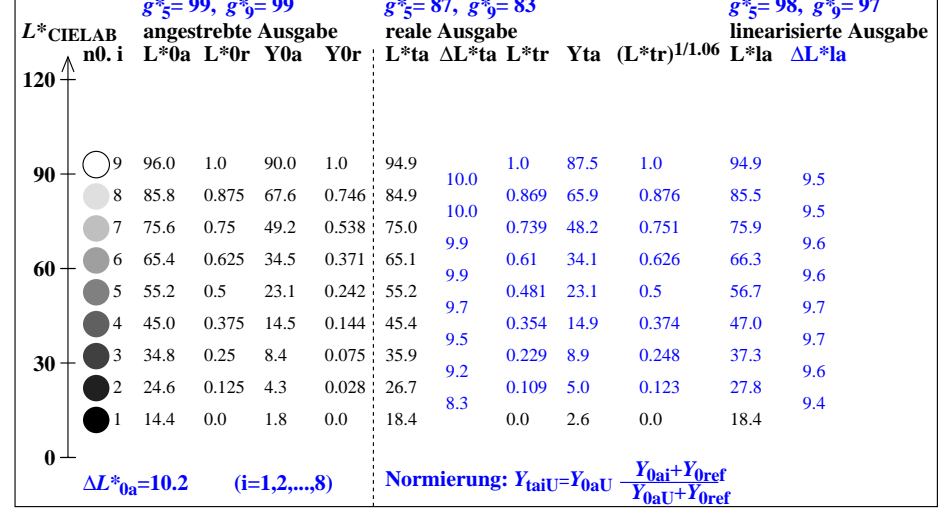 g*5= 99, g*9= 99 g*5= 87, g*9= 83 g*5= 98, g*9= 97
L*CIELAB angestrebte Ausgabe reale Ausgabe linearisierte Ausgabe
n0. i L*0a L*0r Y0a Y0r L*ta ΔL*ta L*tr Yta (L*tr)1/1.06 L*la ΔL*la
120
9 96.0 1.0 90.0 1.0 94.9 1.0 87.5 1.0 94.9
90
10.0 9.5
8 85.8 0.875 67.6 0.746 84.9 0.869 65.9 0.876 85.5
10.0 9.5
7 75.6 0.75 49.2 0.538 75.0 0.739 48.2 0.751 75.9
9.9 9.6
6 65.4 0.625 34.5 0.371 65.1 0.61 34.1 0.626 66.3
60
9.9 9.6
5 55.2 0.5 23.1 0.242 55.2 0.481 23.1 0.5 56.7
9.7 9.7
4 45.0 0.375 14.5 0.144 45.4 0.354 14.9 0.374 47.0
9.5 9.7
3 34.8 0.25 8.4 0.075 35.9 0.229 8.9 0.248 37.3
30
9.2 9.6
2 24.6 0.125 4.3 0.028 26.7 0.109 5.0 0.123 27.8
8.3 9.4
1 14.4 0.0 1.8 0.0 18.4 0.0 2.6 0.0 18.4
0
ΔL*0a=10.2 (i=1,2,...,8) Normierung: YtaiU=Y0aU Y0ai+Y0ref
Y0aU+Y0ref